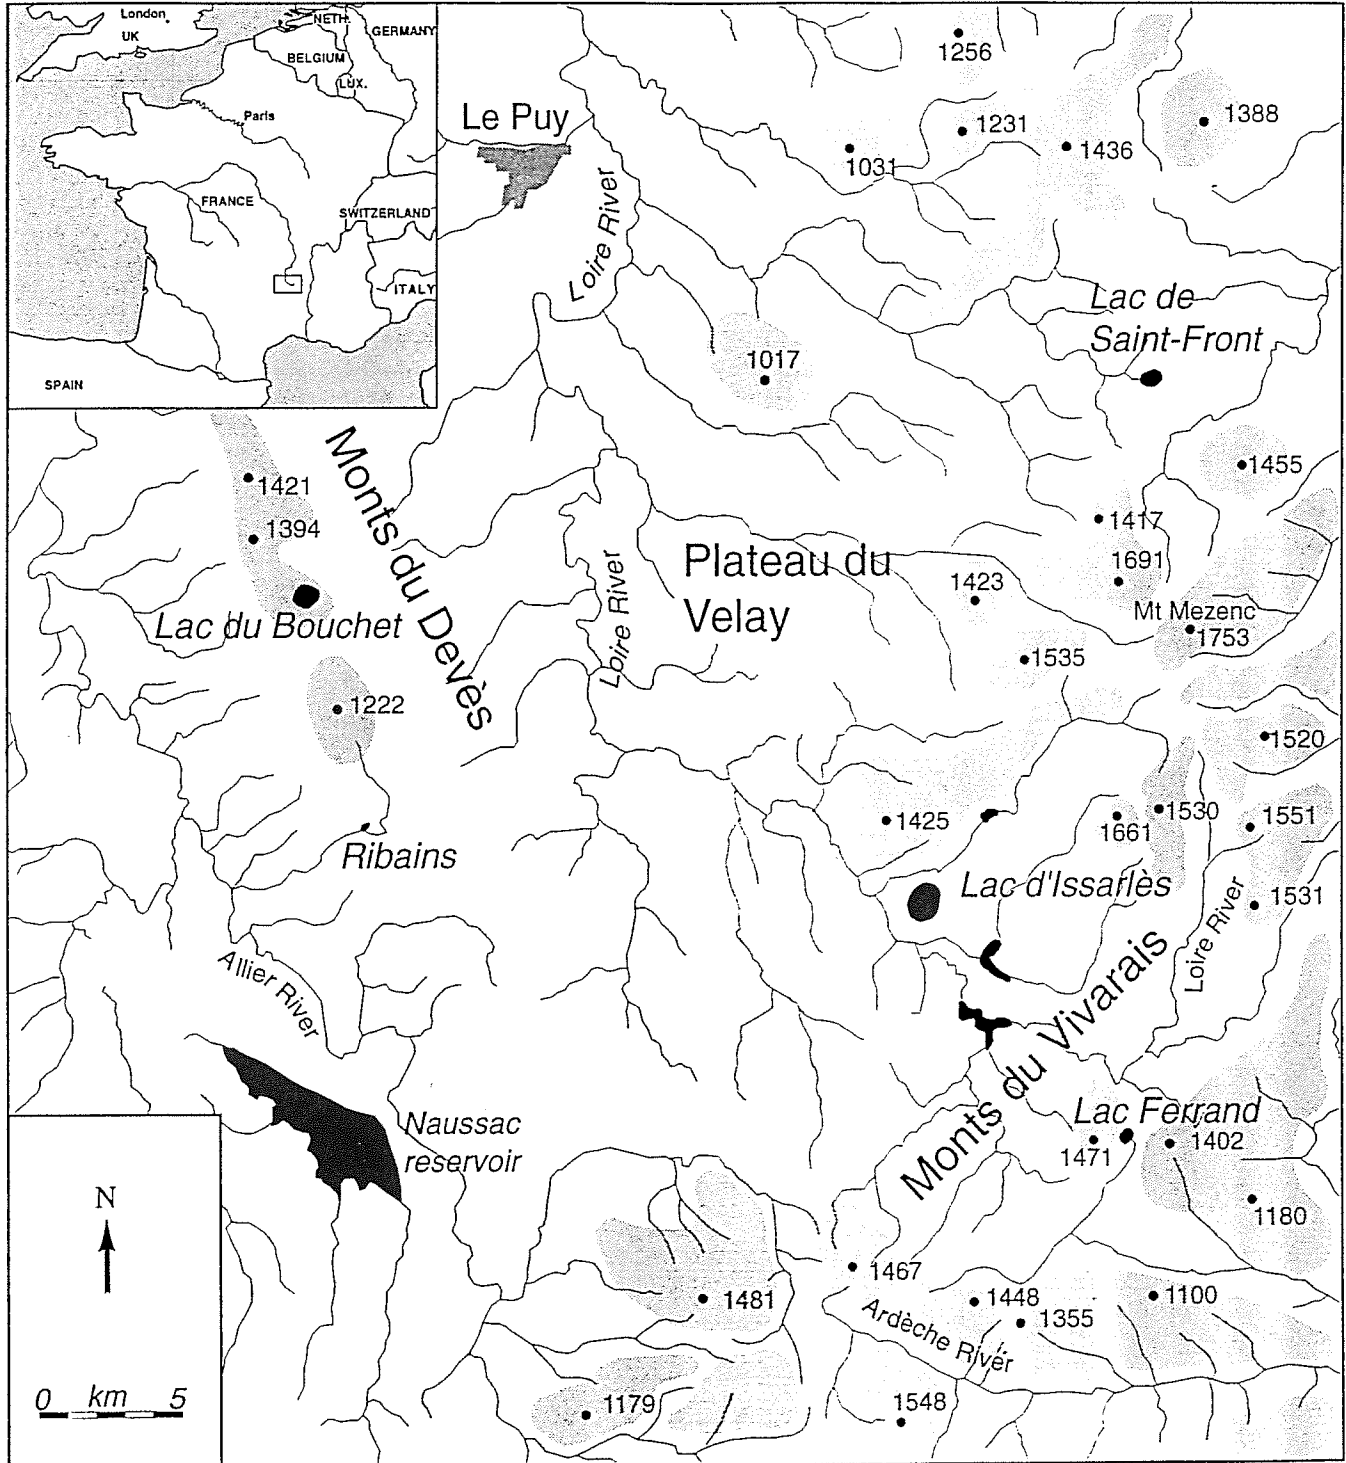 London
UK
NETH.
GERMANY
BELGIUM
LUX.
Paris
FRANCE
SWITZERLAND
ITALY
SPAIN
Le Puy
Loire River
1256
1231
1031
1436
1388
Lac de
Saint-Front
1017
1455
1421
1394
Monts du Devès
Lac du Bouchet
1222
Loire River
Plateau du
Velay
1417
1691
1423
Mt Mezenc
1753
1535
1520
1425
1661
1530
1551
1531
Ribains
Lac d'Issarlès
Loire River
Allier River
Monts du Vivarais
Naussac
reservoir
Lac Ferrand
1471
1402
1180
1467
1481
1448
1355
1100
Ardèche River
1179
1548
N
0 km 5